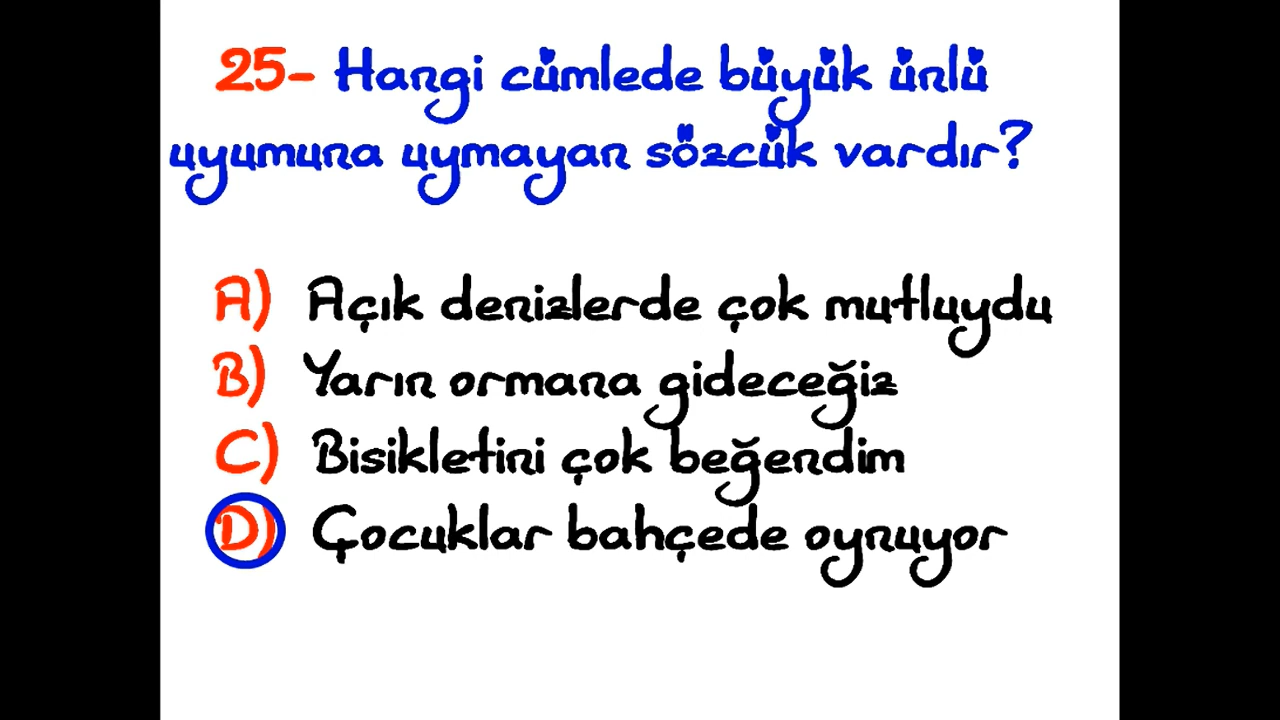 25- Hangi cümlede büyük ünlü
uyumuna uymayan sözcük vardır?
A) Açık denizlerde çok mutluydu
B) Yarın ormana gideceğiz
C) Bisikletini çok beğendim
D) Çocuklar bahçede oynuyor